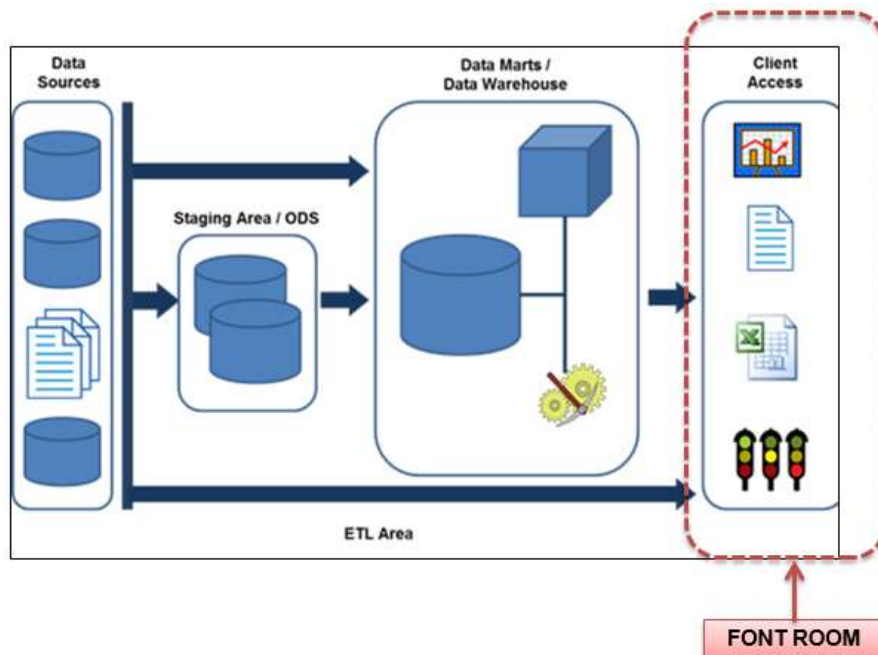 Data
Sources
Data Marts /
Data Warehouse
Client
Access
Staging Area / ODS
ETL Area
FONT ROOM